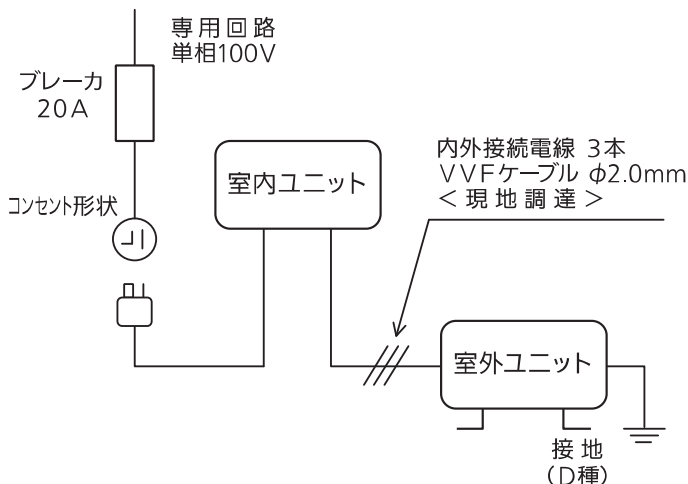 専用回路
単相100V
ブレーカ
20A
コンセント形状
室内ユニット
内外接続電線 3本
VVFケーブル φ2.0mm
<現地調達>
室外ユニット
接地
(D種)